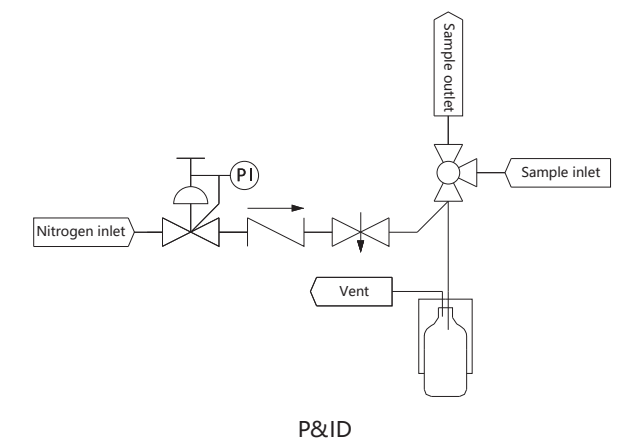 Sample outlet
PI
Sample inlet
Nitrogen inlet
Vent
P&ID